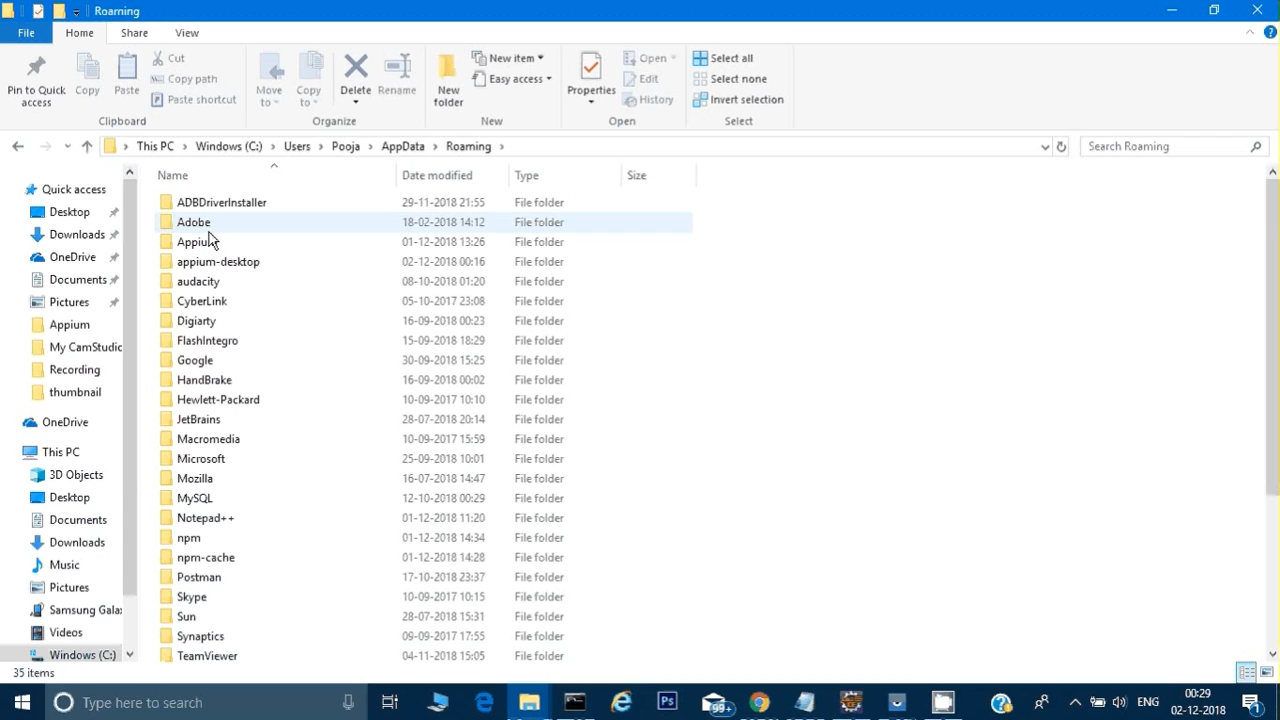 Roaming
File Home Share View
Pin to Quick access
Copy
Paste
Cut
Copy path
Paste shortcut
Clipboard
Move to
Copy to
Delete
Rename
Organize
New folder
New item
Easy access
New
Properties
Open
Edit
History
Open
Select all
Select none
Invert selection
Select
This PC Windows (C:) Users Pooja AppData Roaming
Search Roaming
Quick access
Desktop
Downloads
OneDrive
Documents
Pictures
Appium
My CamStudic
Recording
thumbnail
OneDrive
This PC
3D Objects
Desktop
Documents
Downloads
Music
Pictures
Samsung Gala
Videos
Windows (C:)
Name Date modified Type Size
ADBDriverInstaller 29-11-2018 21:55 File folder
Adobe 18-02-2018 14:12 File folder
Appium 01-12-2018 13:26 File folder
appium-desktop 02-12-2018 00:16 File folder
audacity 08-10-2018 01:20 File folder
CyberLink 05-10-2017 23:08 File folder
Digiarty 16-09-2018 00:23 File folder
FlashIntegro 15-09-2018 18:29 File folder
Google 30-09-2018 15:25 File folder
HandBrake 16-09-2018 00:02 File folder
Hewlett-Packard 10-09-2017 10:10 File folder
JetBrains 28-07-2018 20:14 File folder
Macromedia 10-09-2017 15:59 File folder
Microsoft 25-09-2018 10:01 File folder
Mozilla 16-07-2018 14:47 File folder
MySQL 12-10-2018 00:29 File folder
Notepad++ 01-12-2018 11:20 File folder
npm 01-12-2018 14:34 File folder
npm-cache 01-12-2018 14:28 File folder
Postman 17-10-2018 23:37 File folder
Skype 10-09-2017 10:15 File folder
Sun 28-07-2018 15:31 File folder
Synaptics 09-09-2017 17:55 File folder
TeamViewer 04-11-2018 15:05 File folder
35 items
Type here to search
Ps
99+
ENG
00:29
02-12-2018
1